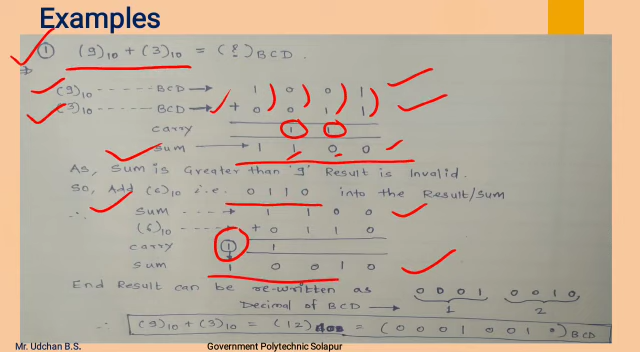 Examples
① (9)10 + (3)10 = (?)BCD.
⇒
(9)10 ----- BCD → 1 0 0 1
(3)10 ---- BCD → + 0 0 1 1
carry 1 1
Sum → 1 1 0 0
As, Sum is Greater than '9' Result is Invalid.
So, Add (6)10 i.e. 0 1 1 0 into the Result/Sum
∴ Sum ---→ 1 1 0 0
(6)10 ---- + 0 1 1 0
carry 1 1
Sum 1 0 0 1 0
End Result can be re-written as 0 0 0 1 0 0 1 0
Decimal of BCD → 1 2
∴ (9)10 + (3)10 = (12) = (0 0 0 1 0 0 1 0)BCD
Mr. Udchan B.S. Government Polytechnic Solapur